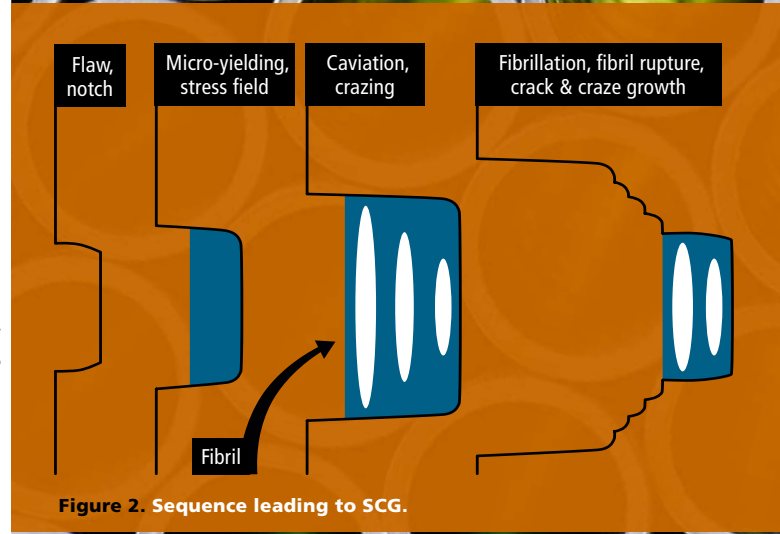 Flaw,
notch
Micro-yielding,
stress field
Caviation,
crazing
Fibrillation, fibril rupture,
crack & craze growth
Fibril
Figure 2. Sequence leading to SCG.